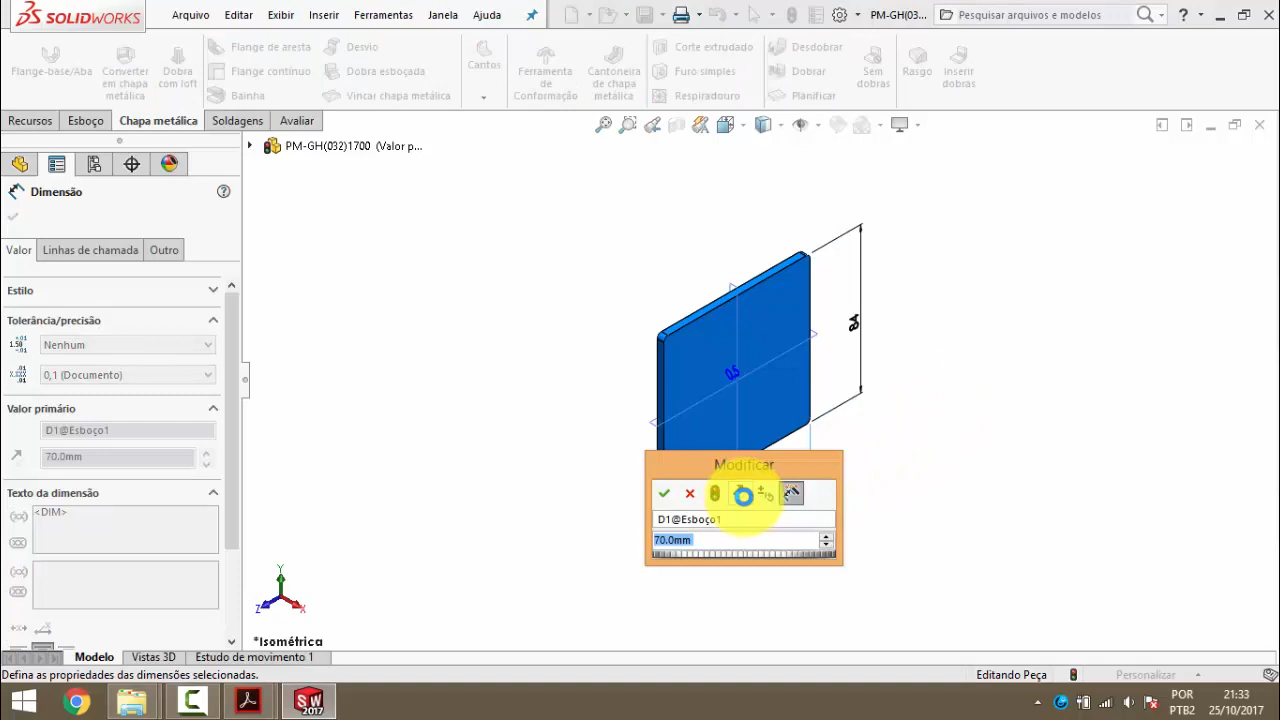 SOLIDWORKS
Arquivo Editar Exibir Inserir Ferramentas Janela Ajuda
PM-GH(03...
Pesquisar arquivos e modelos
?
Flange-base/Aba
Converter em chapa metálica
Dobra com loft
Flange de aresta
Flange contínuo
Bainha
Desvio
Dobra esboçada
Vincar chapa metálica
Cantos
Ferramenta de Conformação
Cantoneira de chapa metálica
Corte extrudado
Furo simples
Respiradouro
Desdobrar
Dobrar
Planificar
Sem dobras
Rasgo
Inserir dobras
Recursos Esboço Chapa metálica Soldagens Avaliar
PM-GH(032)1700 (Valor p...
Dimensão
?
Valor Linhas de chamada Outro
Estilo
Tolerância/precisão
Nenhum
0,1 (Documento)
Valor primário
D1@Esboço1
70.0mm
Texto da dimensão
<DIM>
84
0,5
Modificar
D1@Esboço1
70.0mm
Y
Z
X
*Isométrica
Modelo Vistas 3D Estudo de movimento 1
Defina as propriedades das dimensões selecionadas.
Editando Peça
Personalizar
SW
2017
POR
PTB2
21:33
25/10/2017